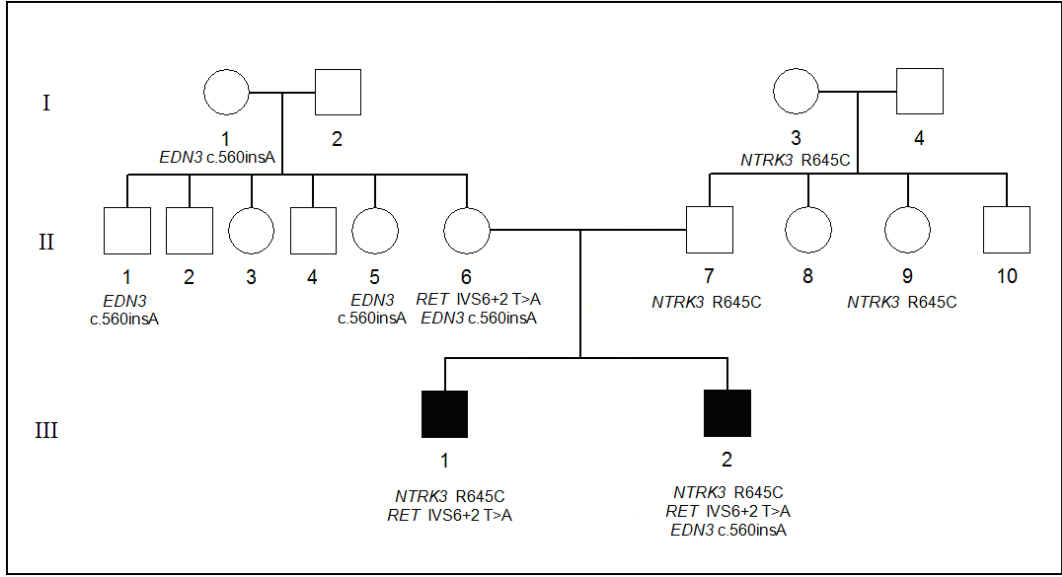 I
1
2
3
4
EDN3 c.560insA
NTRK3 R645C
II
1
2
3
4
5
6
7
8
9
10
EDN3
c.560insA
EDN3
c.560insA
RET IVS6+2 T>A
EDN3 c.560insA
NTRK3 R645C
NTRK3 R645C
III
1
2
NTRK3 R645C
RET IVS6+2 T>A
NTRK3 R645C
RET IVS6+2 T>A
EDN3 c.560insA